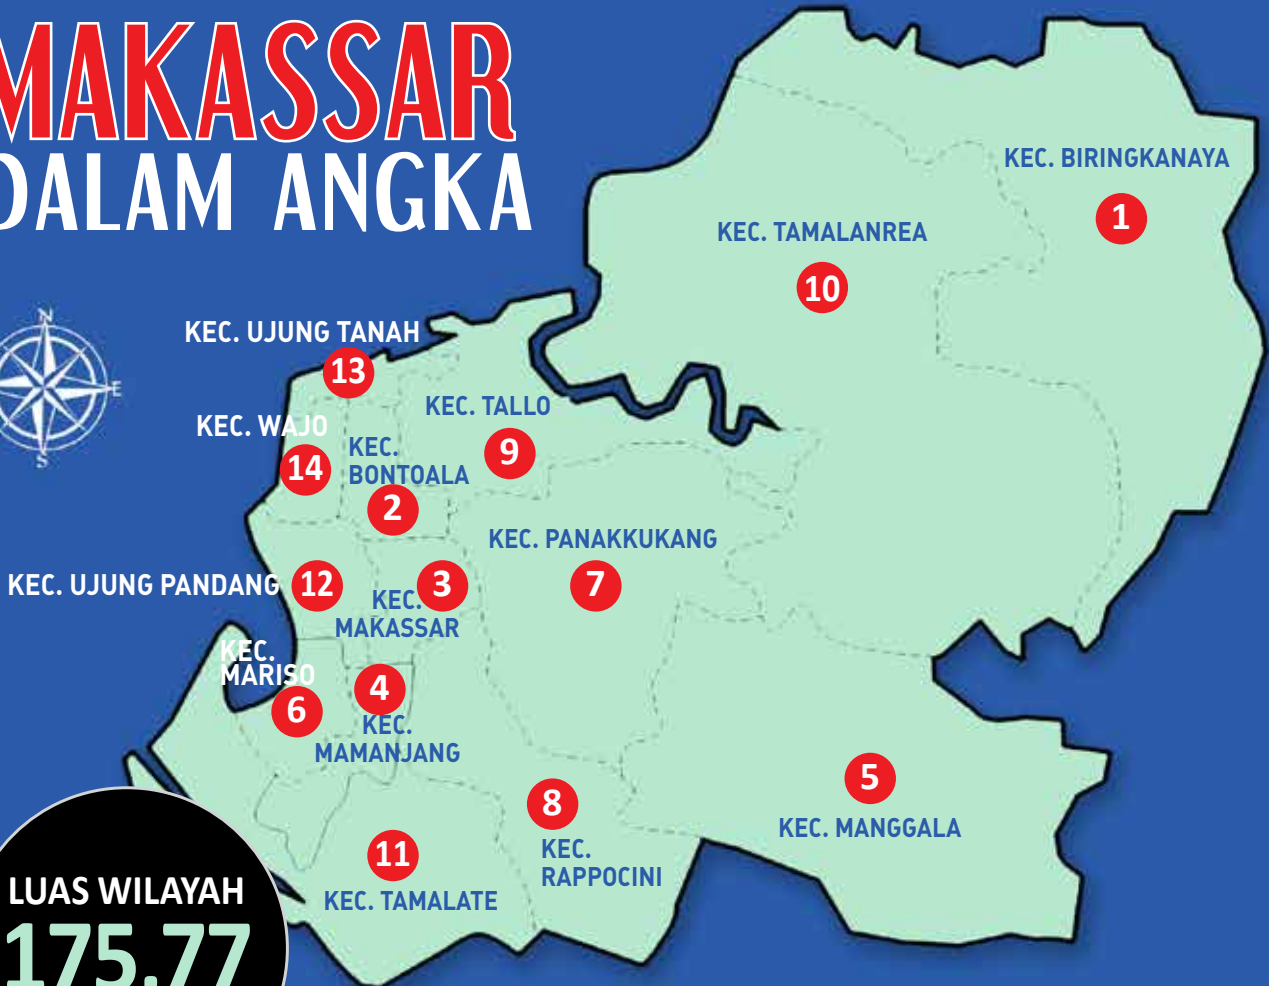 MAKASSAR
DALAM ANGKA
KEC. BIRINGKANAYA
1
KEC. TAMALANREA
10
N
E
S
KEC. UJUNG TANAH
13
KEC. TALLO
9
KEC. WAJO
14
KEC.
BONTOALA
2
KEC. PANAKKUKANG
7
KEC. UJUNG PANDANG
12
3
KEC.
MAKASSAR
KEC.
MARISO
6
4
KEC.
MAMANJANG
5
KEC. MANGGALA
8
KEC.
RAPPOCINI
11
KEC. TAMALATE
LUAS WILAYAH
175.77